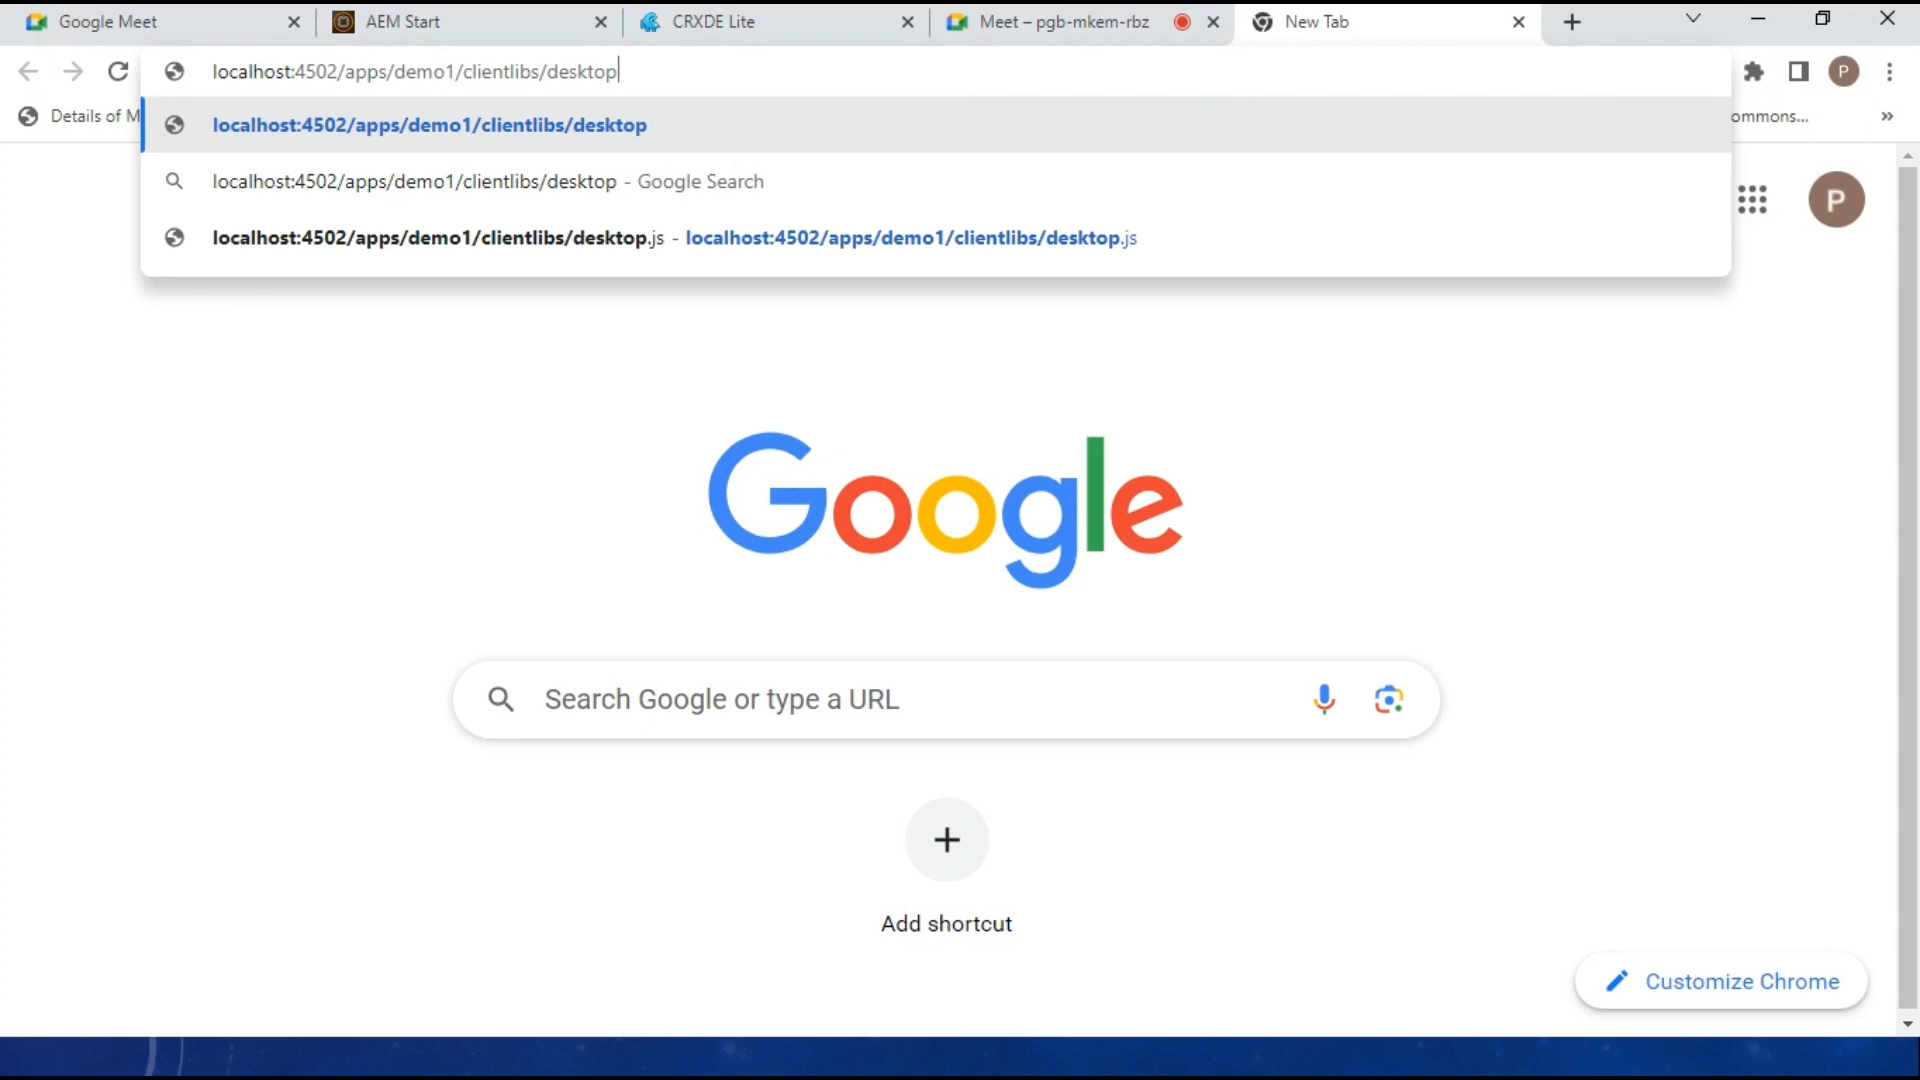 Google Meet
AEM Start
CRXDE Lite
Meet – pgb-mkem-rbz
New Tab
localhost:4502/apps/demo1/clientlibs/desktop
P
Details of M
ommons...
localhost:4502/apps/demo1/clientlibs/desktop
localhost:4502/apps/demo1/clientlibs/desktop - Google Search
localhost:4502/apps/demo1/clientlibs/desktop.js - localhost:4502/apps/demo1/clientlibs/desktop.js
P
Google
Search Google or type a URL
Add shortcut
Customize Chrome